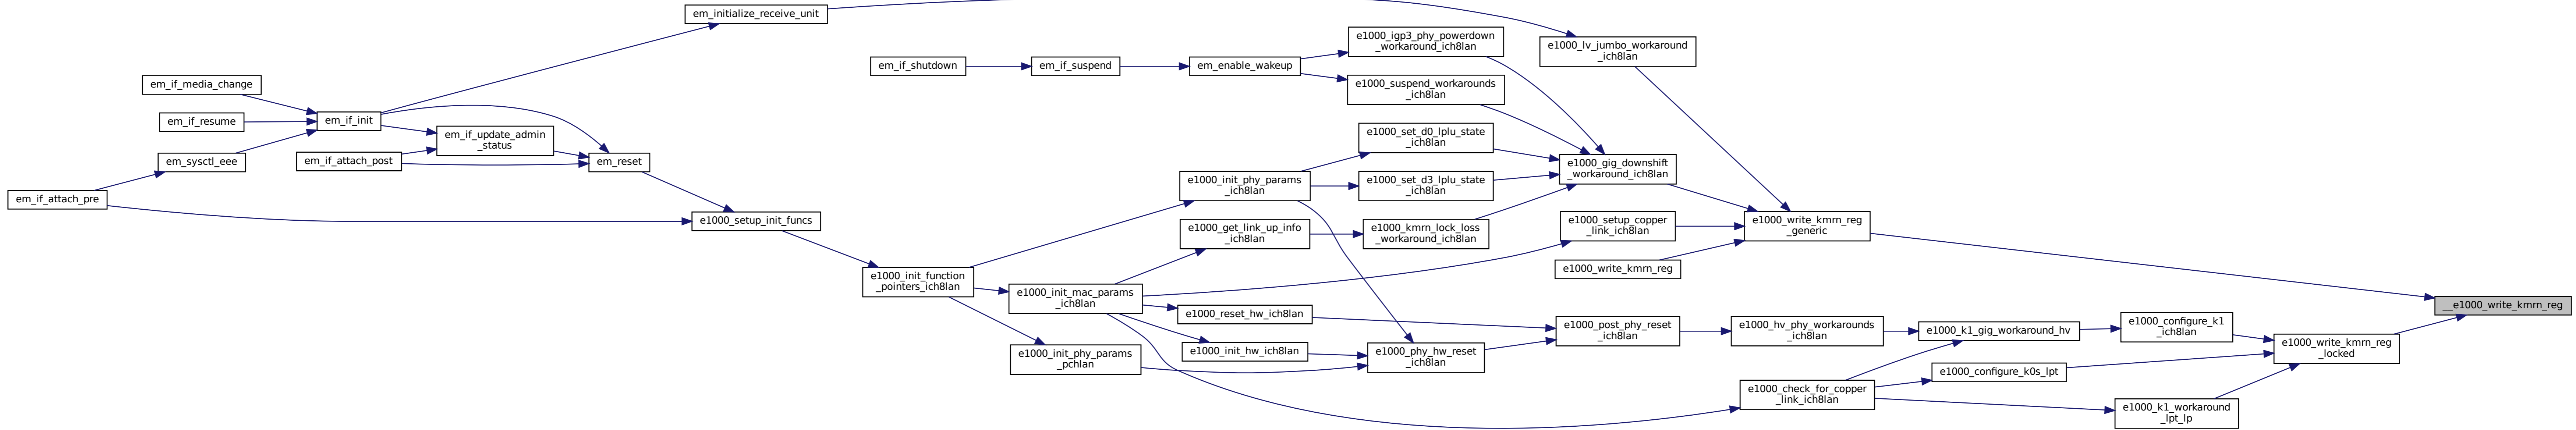 em_initialize_receive_unit
e1000_igp3_phy_powerdown
_workaround_ich8lan
e1000_lv_jumbo_workaround
_ich8lan
em_if_shutdown
em_if_suspend
em_enable_wakeup
em_if_media_change
e1000_suspend_workarounds
_ich8lan
em_if_resume
em_if_init
em_if_update_admin
_status
e1000_set_d0_lplu_state
_ich8lan
em_sysctl_eee
em_if_attach_post
em_reset
e1000_gig_downshift
_workaround_ich8lan
em_if_attach_pre
e1000_init_phy_params
_ich8lan
e1000_set_d3_lplu_state
_ich8lan
e1000_setup_init_funcs
e1000_get_link_up_info
_ich8lan
e1000_kmrn_lock_loss
_workaround_ich8lan
e1000_setup_copper
_link_ich8lan
e1000_write_kmrn_reg
_generic
e1000_write_kmrn_reg
e1000_init_function
_pointers_ich8lan
e1000_init_mac_params
_ich8lan
__e1000_write_kmrn_reg
e1000_reset_hw_ich8lan
e1000_post_phy_reset
_ich8lan
e1000_hv_phy_workarounds
_ich8lan
e1000_k1_gig_workaround_hv
e1000_configure_k1
_ich8lan
e1000_init_phy_params
_pchlan
e1000_init_hw_ich8lan
e1000_phy_hw_reset
_ich8lan
e1000_write_kmrn_reg
_locked
e1000_configure_k0s_lpt
e1000_check_for_copper
_link_ich8lan
e1000_k1_workaround
_lpt_lp